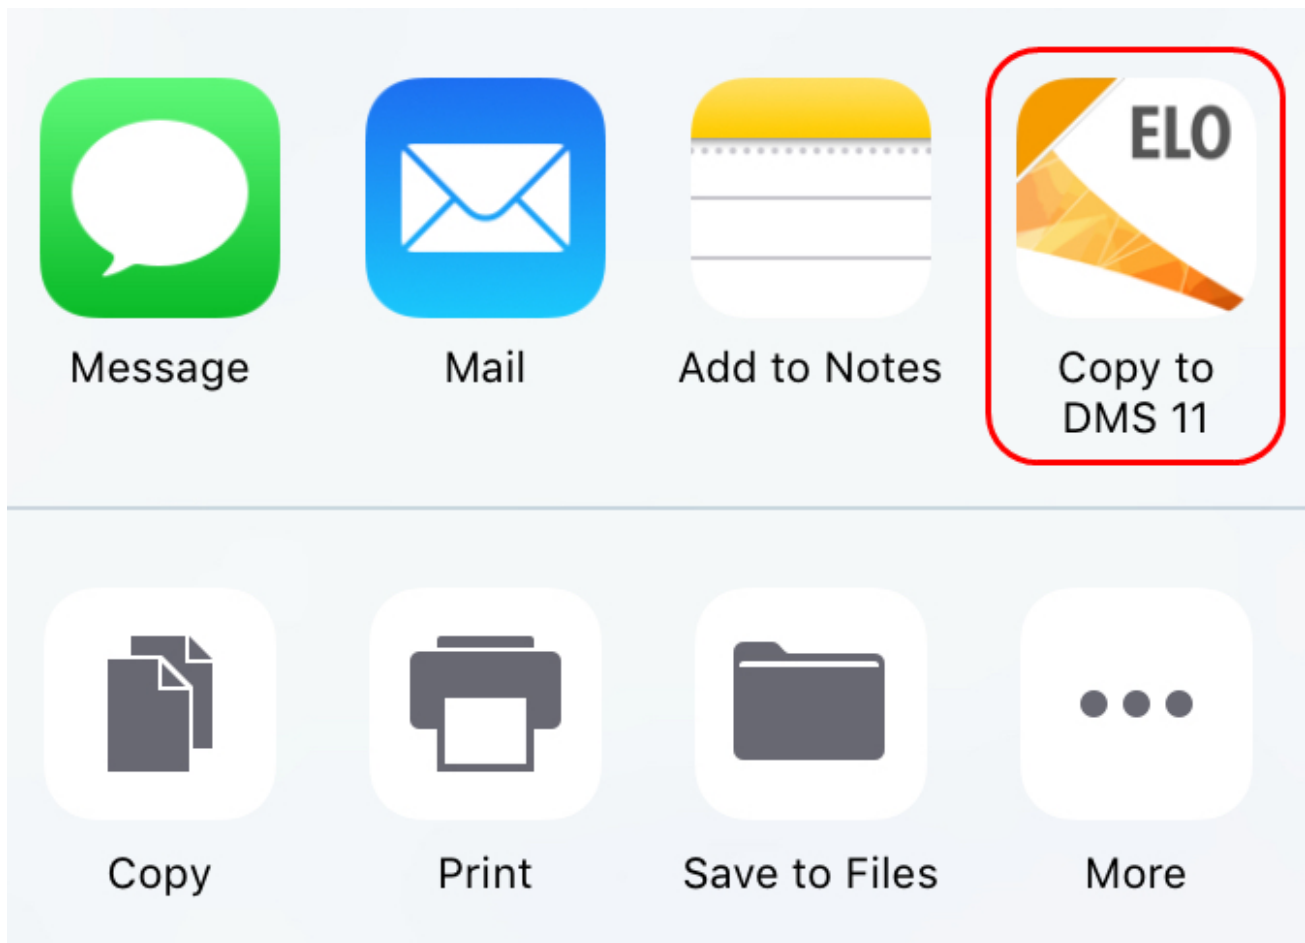 ELO
Message
Mail
Add to Notes
Copy to
DMS 11
Copy
Print
Save to Files
More